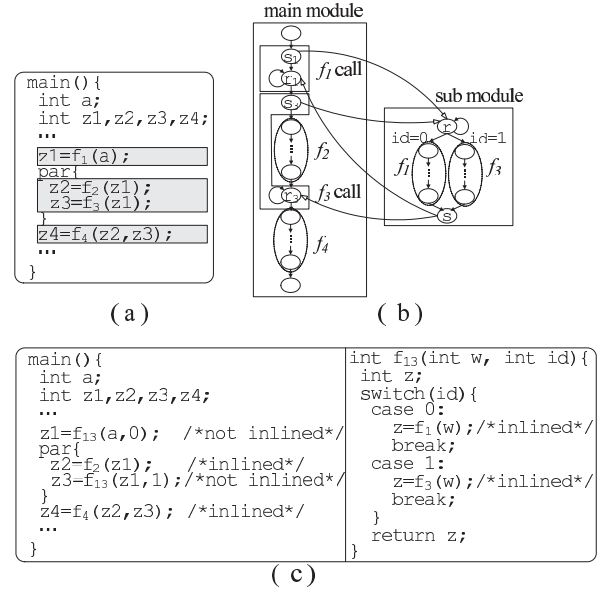 main(){
int a;
int z1,z2,z3,z4;
...
z1=f1(a);
par{
z2=f2(z1);
z3=f3(z1);
}
z4=f4(z2,z3);
...
}
( a )
main module
s1
r1
f1 call
s3
f2
r3
f3 call
f4
sub module
r
id=0
id=1
f1
f3
s
( b )
main(){
int a;
int z1,z2,z3,z4;
...
z1=f13(a,0); /*not inlined*/
par{
z2=f2(z1); /*inlined*/
z3=f13(z1,1);/*not inlined*/
}
z4=f4(z2,z3); /*inlined*/
...
}
int f13(int w, int id){
int z;
switch(id){
case 0:
z=f1(w);/*inlined*/
break;
case 1:
z=f3(w);/*inlined*/
break;
}
return z;
}
( c )